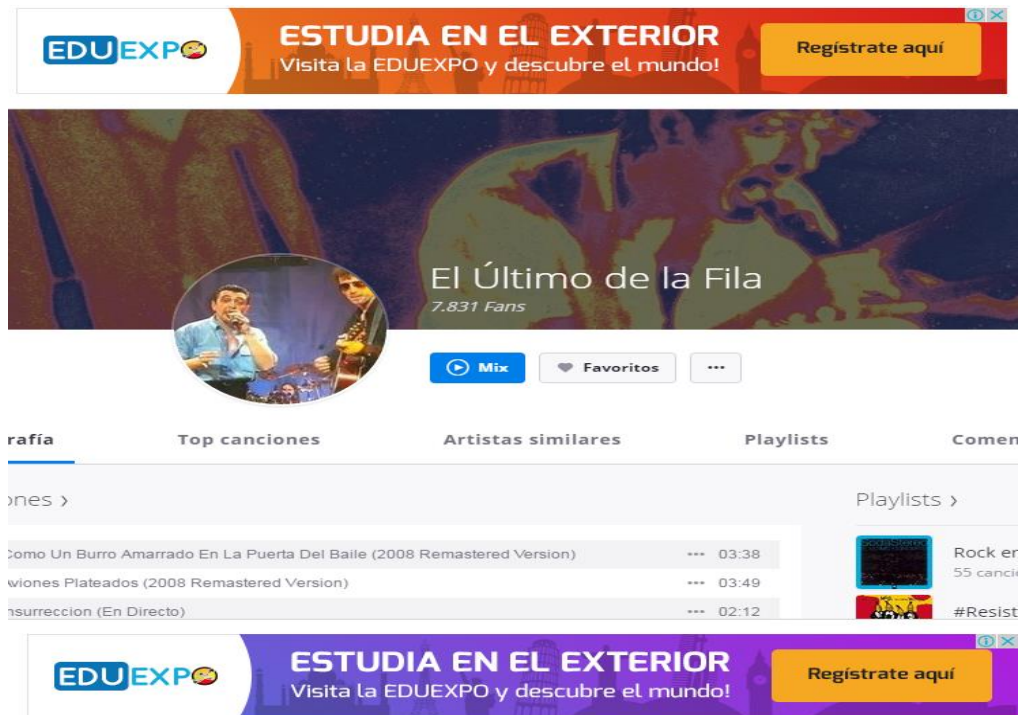 EDUEXPO
ESTUDIA EN EL EXTERIOR
Visita la EDUEXPO y descubre el mundo!
Regístrate aquí
El Último de la Fila
7.831 Fans
Mix
Favoritos
rafía
Top canciones
Artistas similares
Playlists
Comen
ones >
Como Un Burro Amarrado En La Puerta Del Baile (2008 Remastered Version)
03:38
viones Plateados (2008 Remastered Version)
03:49
nsurreccion (En Directo)
02:12
Playlists >
Rock en
55 canci
#Resist
EDUEXPO
ESTUDIA EN EL EXTERIOR
Visita la EDUEXPO y descubre el mundo!
Regístrate aquí